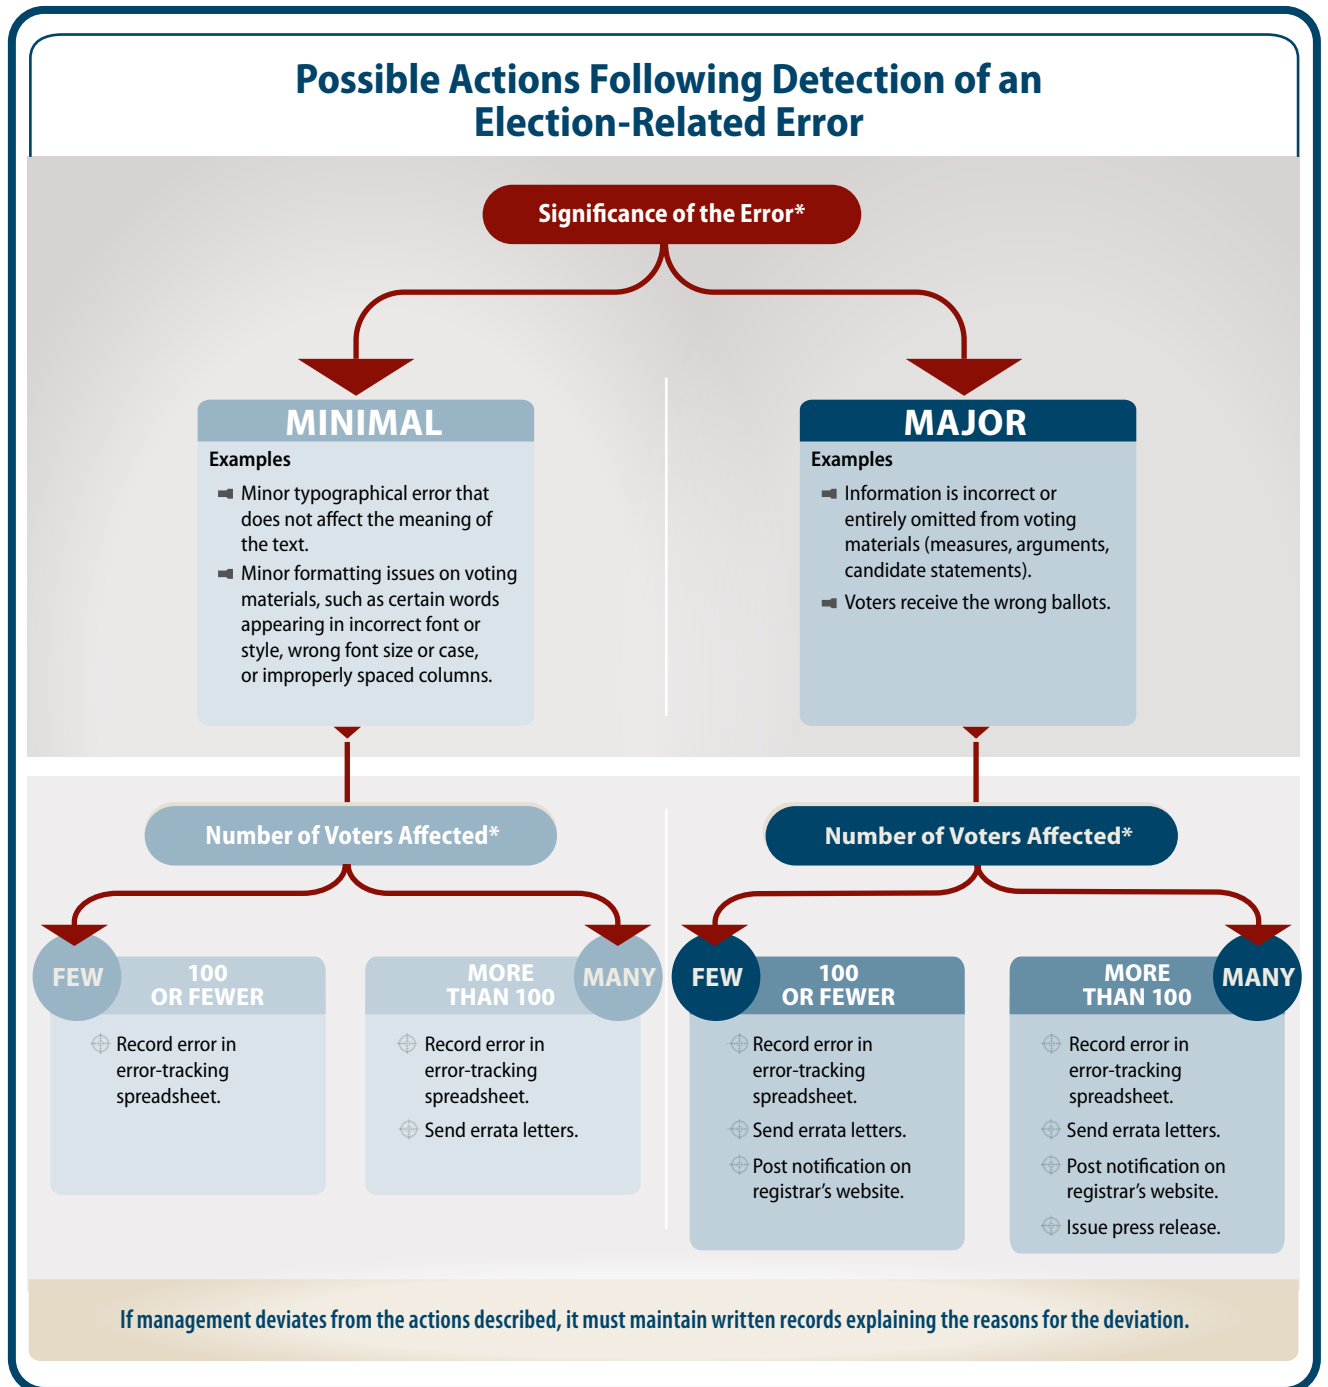 Possible Actions Following Detection of an
Election-Related Error
Significance of the Error*
MINIMAL
Examples
Minor typographical error that
does not affect the meaning of
the text.
Minor formatting issues on voting
materials, such as certain words
appearing in incorrect font or
style, wrong font size or case,
or improperly spaced columns.
MAJOR
Examples
Information is incorrect or
entirely omitted from voting
materials (measures, arguments,
candidate statements).
Voters receive the wrong ballots.
Number of Voters Affected*
FEW
100
OR FEWER
Record error in
error-tracking
spreadsheet.
MORE
THAN 100
MANY
Record error in
error-tracking
spreadsheet.
Send errata letters.
Number of Voters Affected*
FEW
100
OR FEWER
Record error in
error-tracking
spreadsheet.
Send errata letters.
Post notification on
registrar's website.
MORE
THAN 100
MANY
Record error in
error-tracking
spreadsheet.
Send errata letters.
Post notification on
registrar's website.
Issue press release.
If management deviates from the actions described, it must maintain written records explaining the reasons for the deviation.